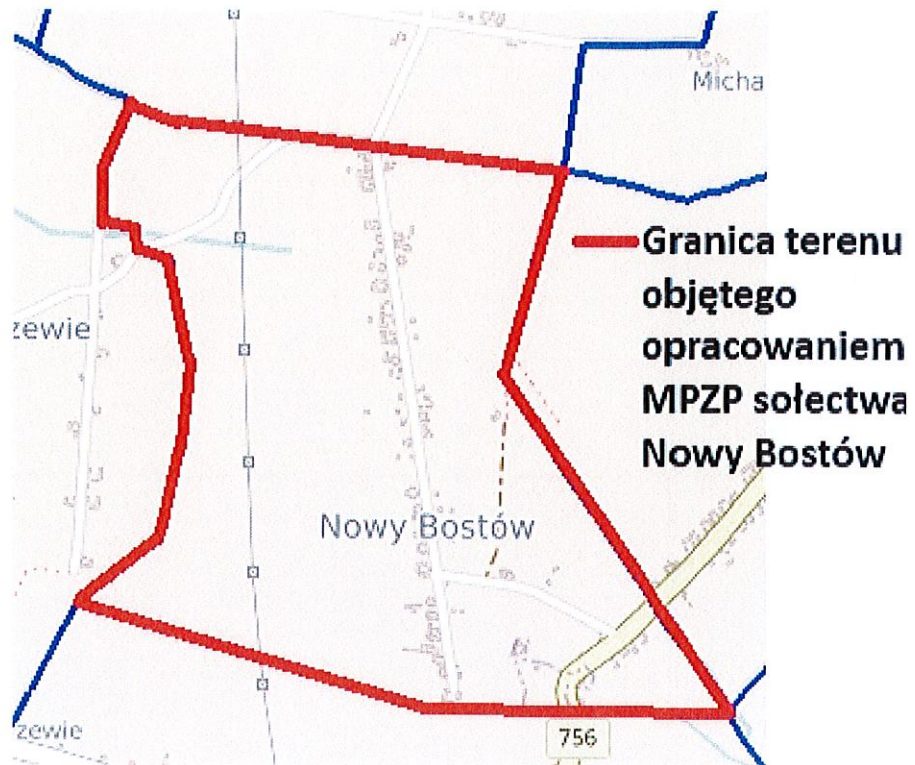 Micha
Granica terenu
objętego
opracowaniem
MPZP sołectwa
Nowy Bostów
zewie
Nowy Bostów
zewie
756